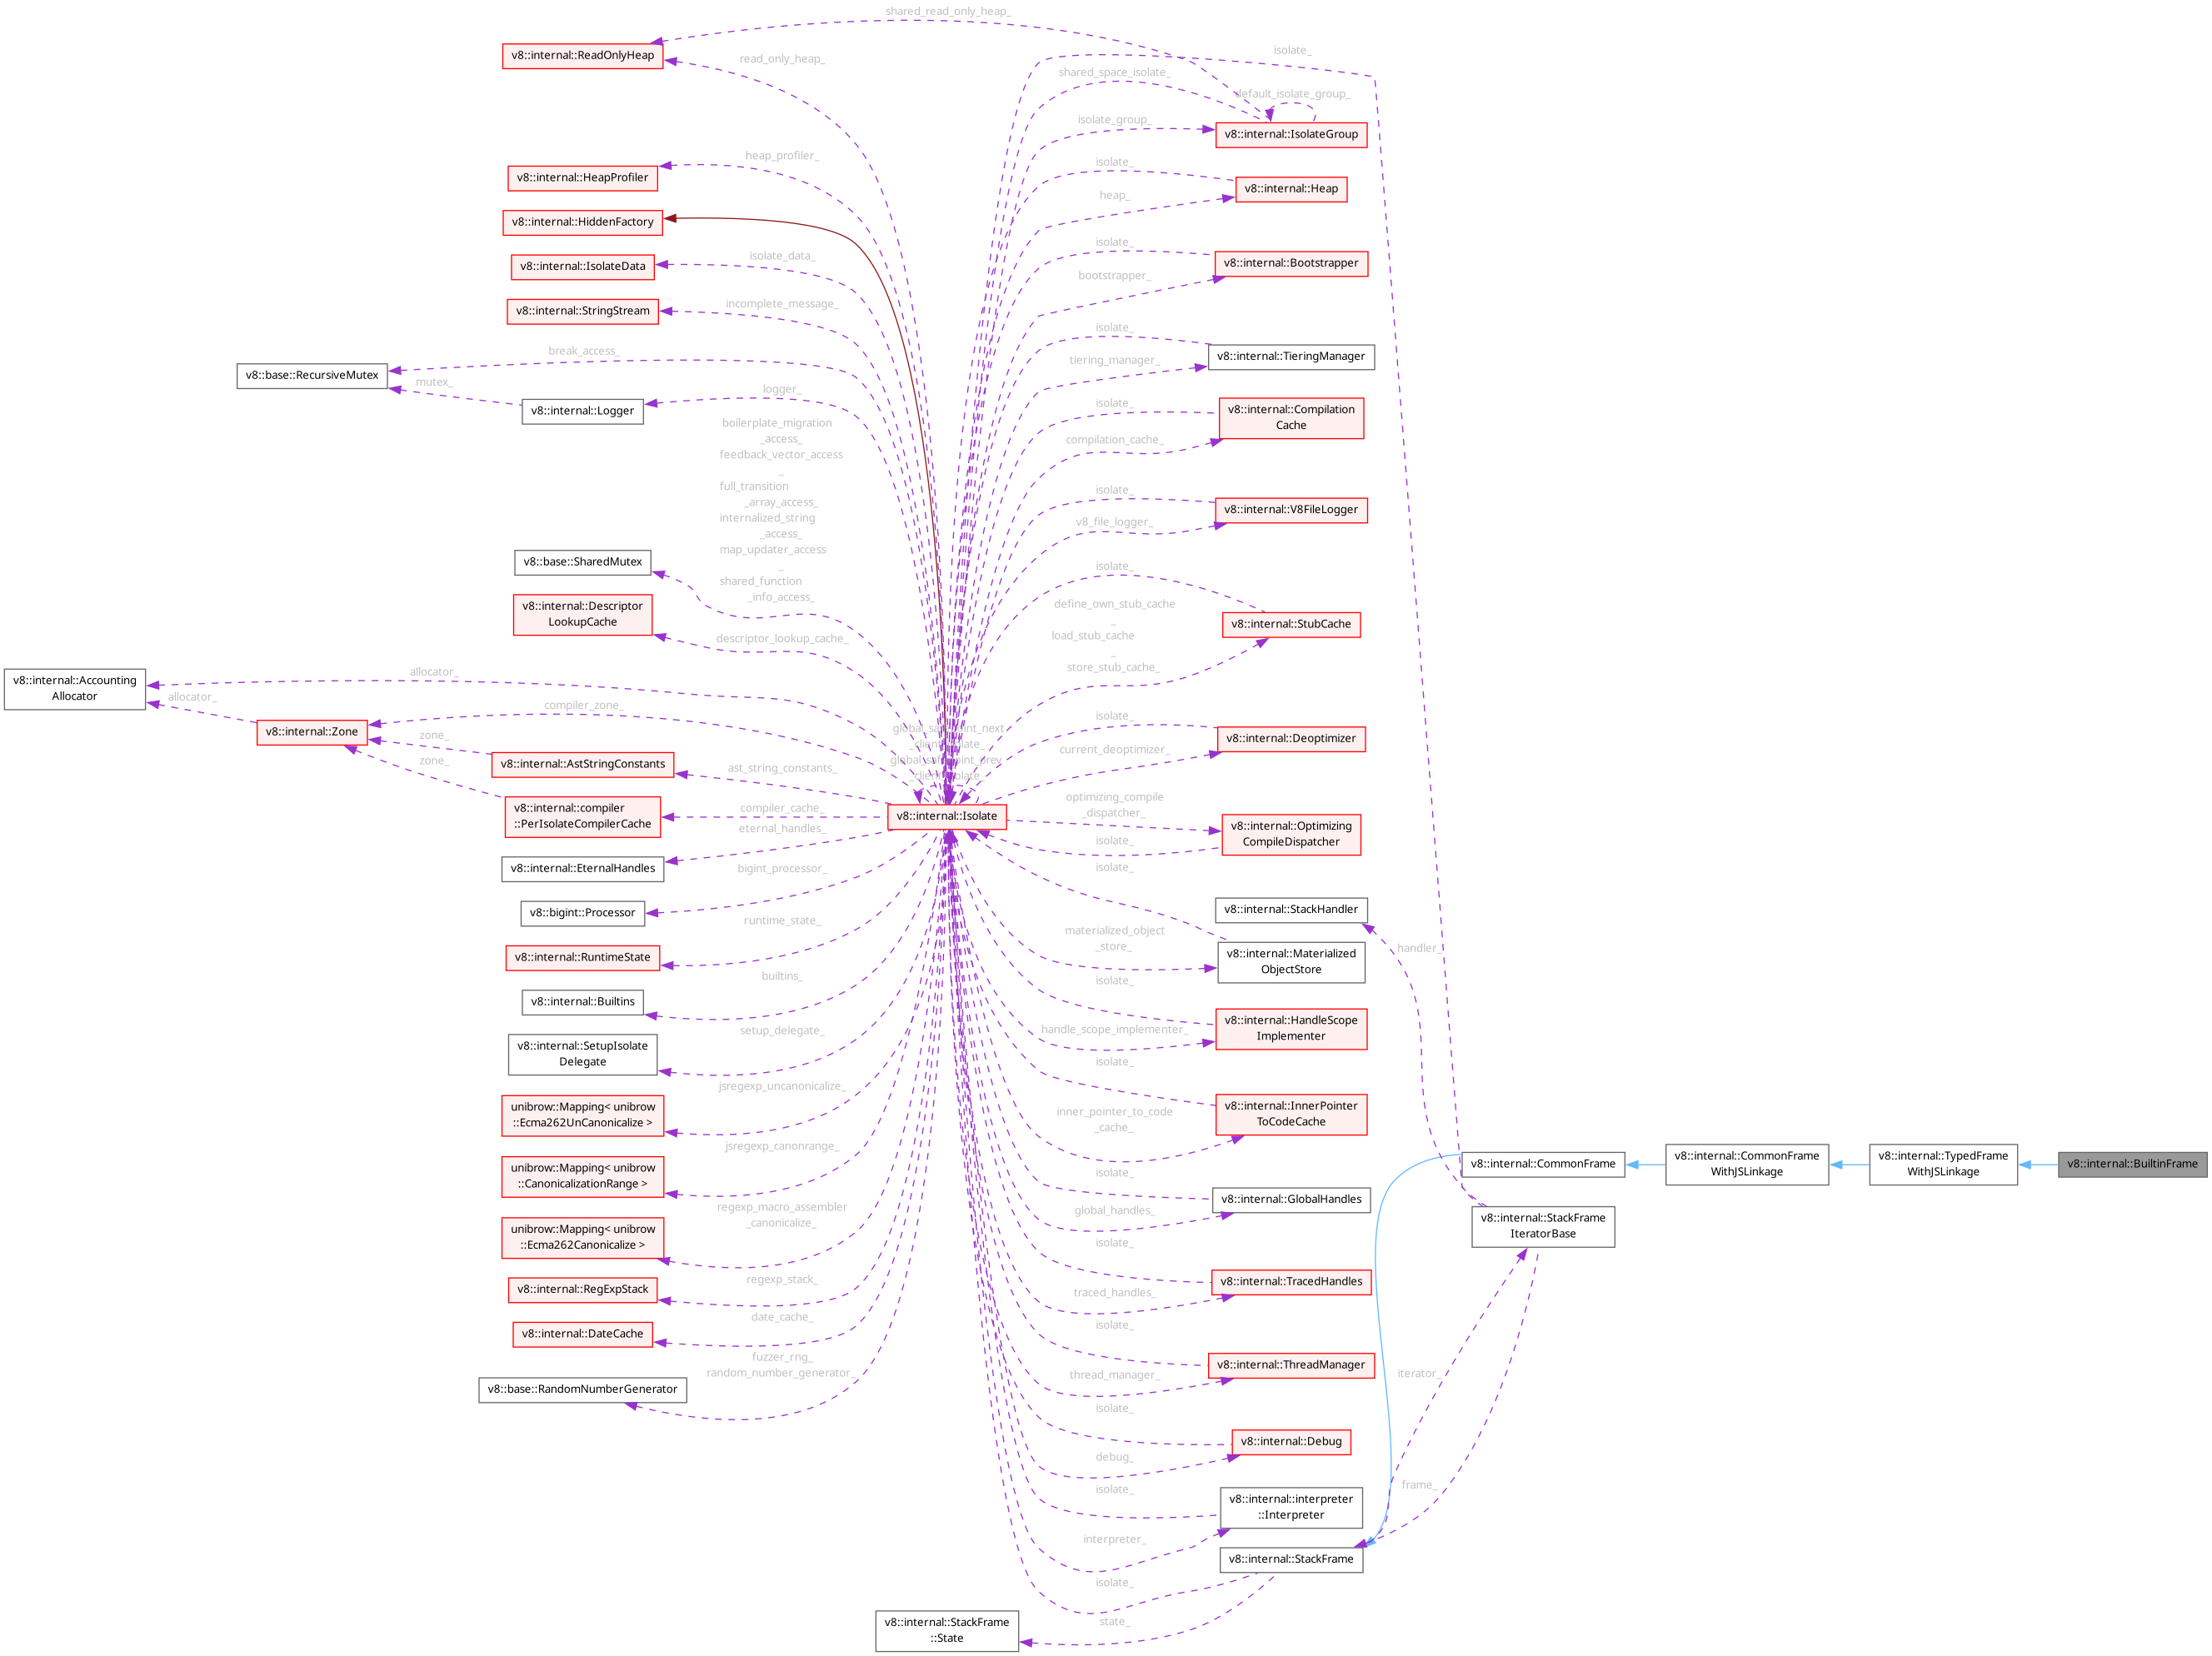 shared_read_only_heap_
v8::internal::ReadOnlyHeap
read_only_heap_
isolate_
shared_space_isolate_
default_isolate_group_
isolate_group_
v8::internal::IsolateGroup
heap_profiler_
v8::internal::HeapProfiler
isolate_
v8::internal::Heap
heap_
v8::internal::HiddenFactory
isolate_data_
v8::internal::IsolateData
isolate_
v8::internal::Bootstrapper
bootstrapper_
incomplete_message_
v8::internal::StringStream
break_access_
v8::base::RecursiveMutex
mutex_
isolate_
v8::internal::TieringManager
tiering_manager_
logger_
v8::internal::Logger
isolate_
v8::internal::Compilation
Cache
compilation_cache_
boilerplate_migration
_access_
feedback_vector_access
_
full_transition
_array_access_
internalized_string
_access_
map_updater_access
_
shared_function
_info_access_
isolate_
v8::internal::V8FileLogger
v8_file_logger_
v8::base::SharedMutex
isolate_
v8::internal::Descriptor
LookupCache
descriptor_lookup_cache_
define_own_stub_cache
_
load_stub_cache
_
store_stub_cache_
v8::internal::StubCache
v8::internal::Accounting
Allocator
allocator_
allocator_
compiler_zone_
v8::internal::Zone
zone_
zone_
global_safepoint_next
_client_isolate_
global_safepoint_prev
_client_isolate_
isolate_
v8::internal::Deoptimizer
current_deoptimizer_
v8::internal::AstStringConstants
ast_string_constants_
v8::internal::compiler
::PerIsolateCompilerCache
compiler_cache_
v8::internal::Isolate
optimizing_compile
_dispatcher_
v8::internal::Optimizing
CompileDispatcher
isolate_
eternal_handles_
v8::internal::EternalHandles
isolate_
bigint_processor_
v8::bigint::Processor
v8::internal::StackHandler
handler_
runtime_state_
v8::internal::RuntimeState
materialized_object
_store_
v8::internal::Materialized
ObjectStore
builtins_
v8::internal::Builtins
isolate_
v8::internal::HandleScope
Implementer
handle_scope_implementer_
setup_delegate_
v8::internal::SetupIsolate
Delegate
isolate_
jsregexp_uncanonicalize_
unibrow::Mapping< unibrow
::Ecma262UnCanonicalize >
v8::internal::InnerPointer
ToCodeCache
inner_pointer_to_code
_cache_
jsregexp_canonrange_
unibrow::Mapping< unibrow
::CanonicalizationRange >
isolate_
v8::internal::GlobalHandles
global_handles_
v8::internal::CommonFrame
v8::internal::CommonFrame
WithJSLinkage
v8::internal::TypedFrame
WithJSLinkage
v8::internal::BuiltinFrame
regexp_macro_assembler
_canonicalize_
unibrow::Mapping< unibrow
::Ecma262Canonicalize >
v8::internal::StackFrame
IteratorBase
isolate_
v8::internal::TracedHandles
traced_handles_
regexp_stack_
v8::internal::RegExpStack
date_cache_
v8::internal::DateCache
isolate_
v8::internal::ThreadManager
thread_manager_
fuzzer_rng_
random_number_generator_
v8::base::RandomNumberGenerator
iterator_
isolate_
v8::internal::Debug
debug_
isolate_
v8::internal::interpreter
::Interpreter
interpreter_
frame_
v8::internal::StackFrame
isolate_
state_
v8::internal::StackFrame
::State